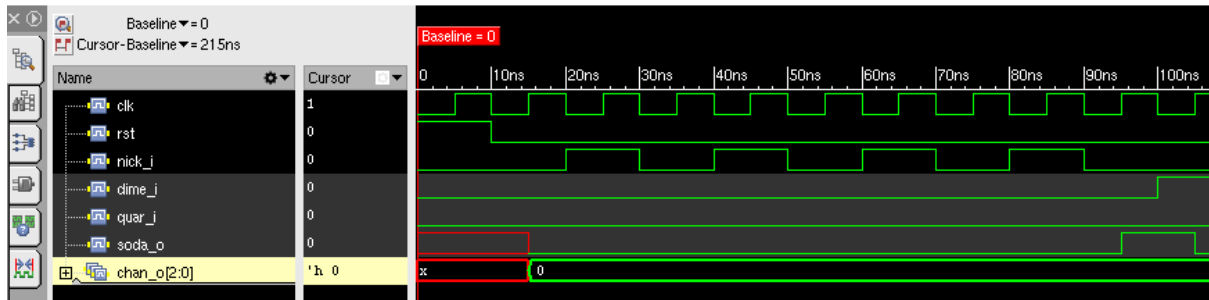 Baseline▼= 0
Cursor-Baseline▼= 215ns
Baseline = 0
Name Cursor 0 10ns 20ns 30ns 40ns 50ns 60ns 70ns 80ns 90ns 100ns
clk 1
rst 0
nick_i 0
dime_i 0
quar_i 0
soda_o 0
chan_o[2:0] 'h 0 x 0